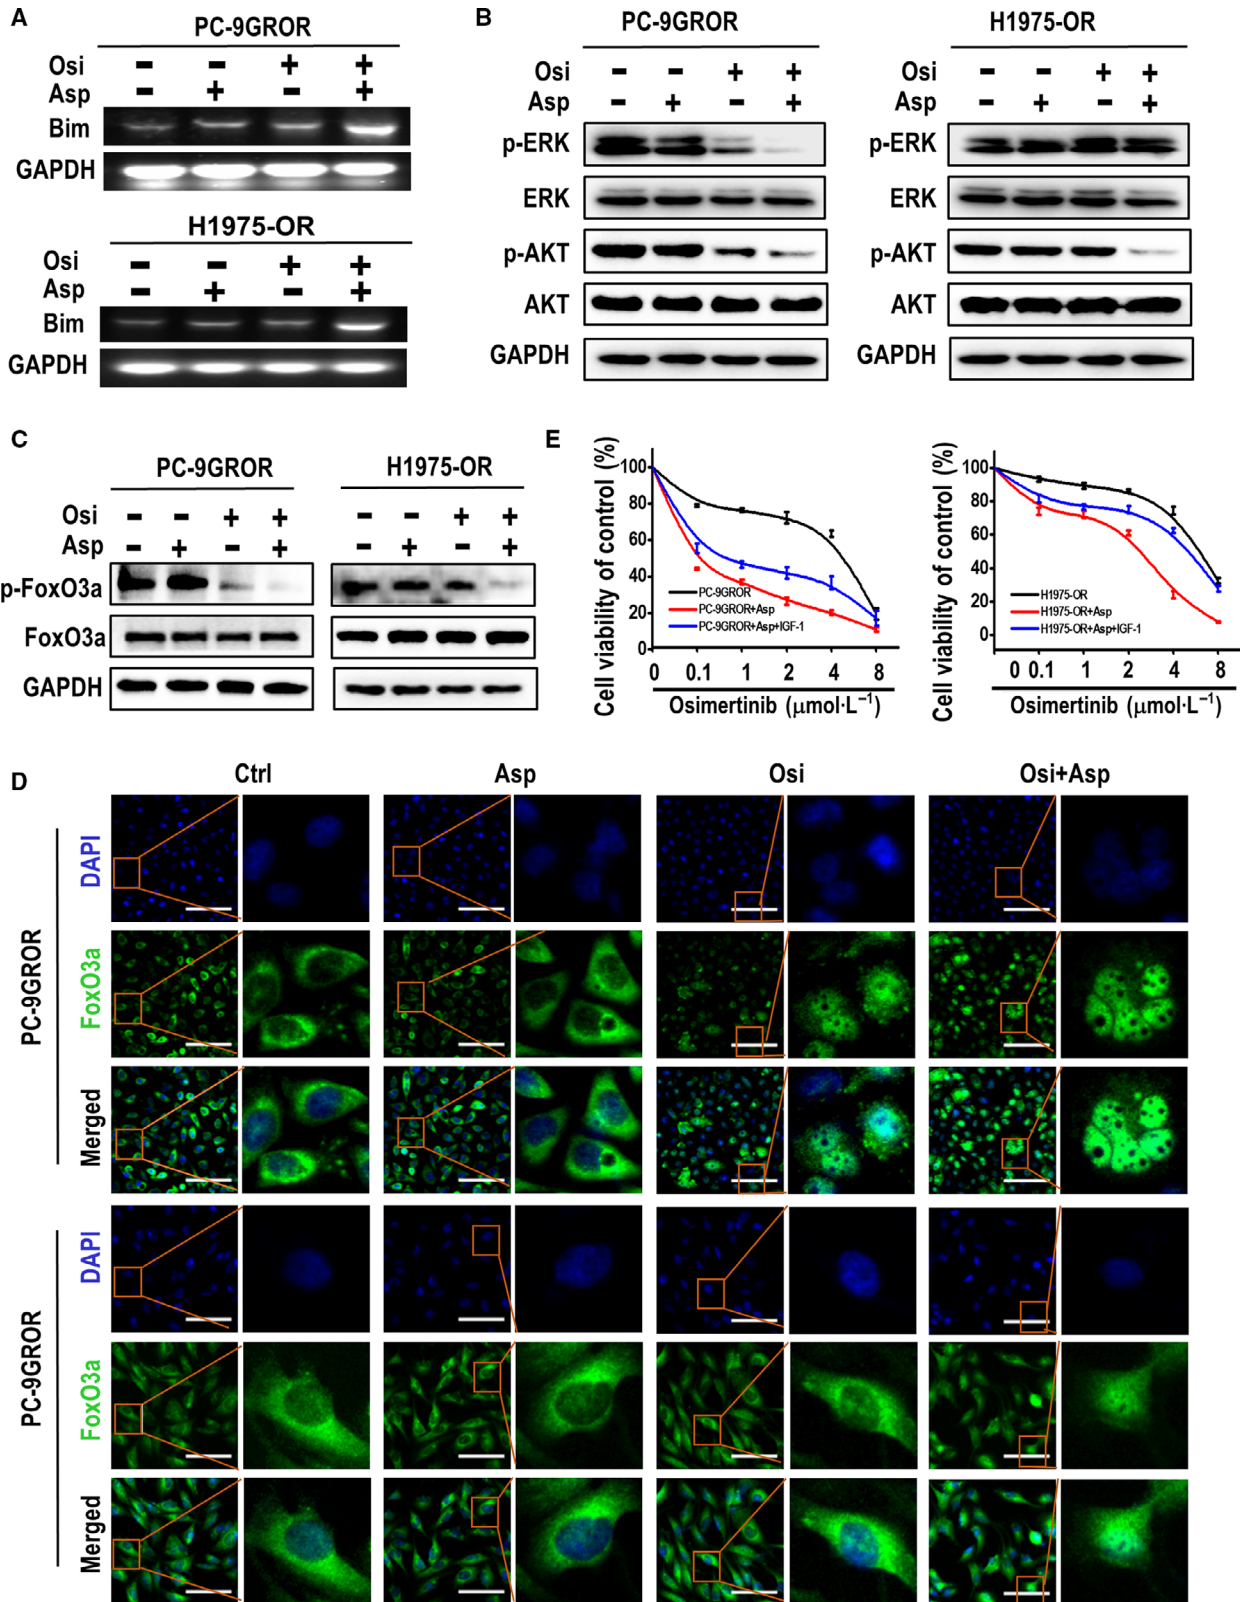 A
PC-9GROR
Osi - - + +
Asp - + - +
Bim
GAPDH
H1975-OR
Osi - - + +
Asp - + - +
Bim
GAPDH
B
PC-9GROR
Osi - - + +
Asp - + - +
p-ERK
ERK
p-AKT
AKT
GAPDH
H1975-OR
Osi - - + +
Asp - + - +
p-ERK
ERK
p-AKT
AKT
GAPDH
C
PC-9GROR
H1975-OR
- - + + Osi - - + +
- + - + Asp - + - +
p-FoxO3a
FoxO3a
GAPDH
E
Cell viability of control (%)
100
80
60
40
20
0
PC-9GROR
PC-9GROR+Asp
PC-9GROR+Asp+IGF-1
0 0.1 1 2 4 8
Osimertinib (μmol·L⁻¹)
Cell viability of control (%)
100
80
60
40
20
0
H1975-OR
H1975-OR+Asp
H1975-OR+Asp+IGF-1
0 0.1 1 2 4 8
Osimertinib (μmol·L⁻¹)
D
Ctrl Asp Osi Osi+Asp
PC-9GROR
DAPI
FoxO3a
Merged
PC-9GROR
DAPI
FoxO3a
Merged